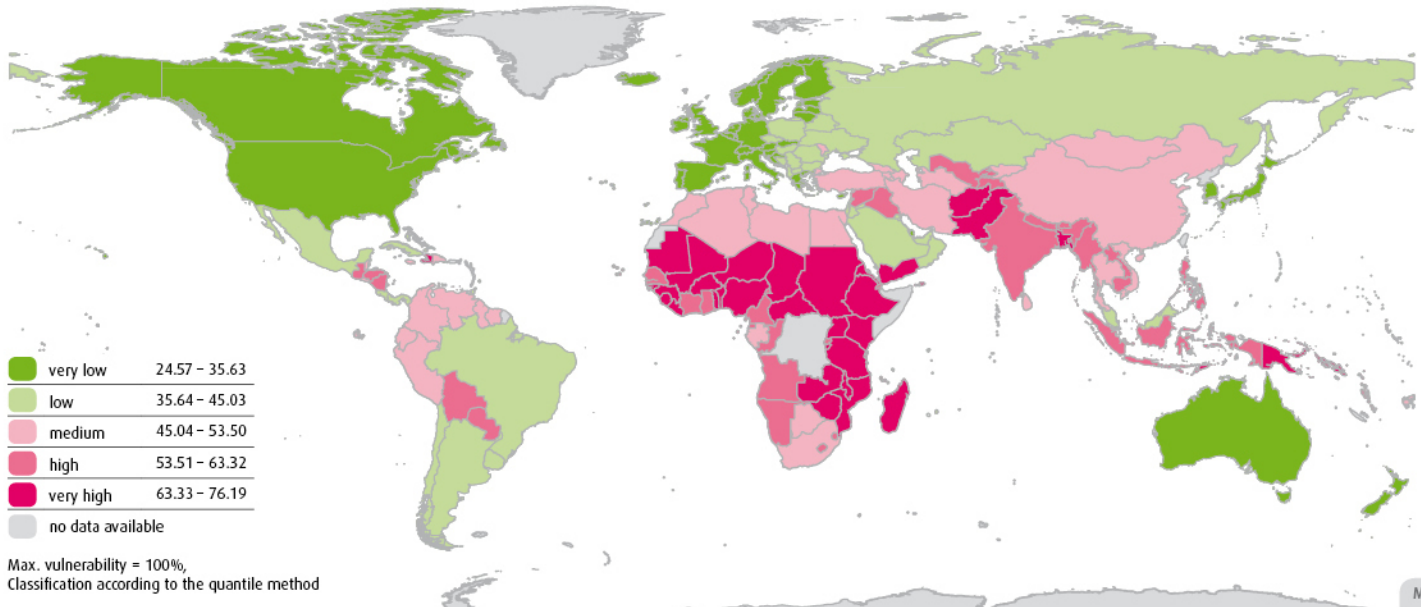 very low 24.57 – 35.63
low 35.64 – 45.03
medium 45.04 – 53.50
high 53.51 – 63.32
very high 63.33 – 76.19
no data available
Max. vulnerability = 100%,
Classification according to the quantile method
M